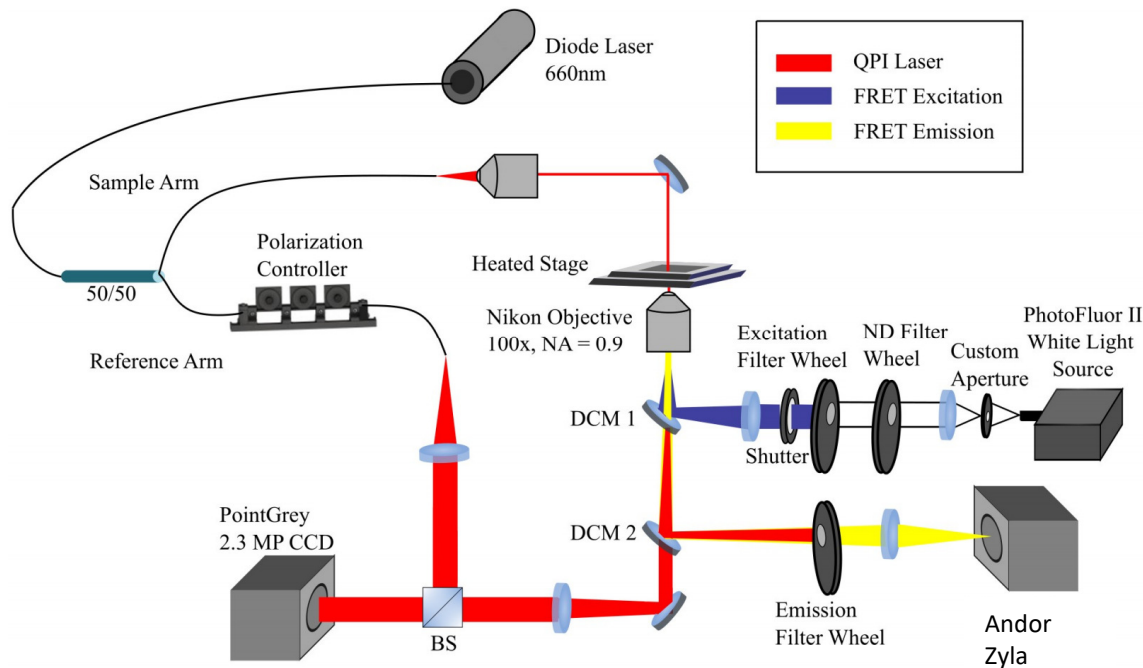 Diode Laser
660nm
QPI Laser
FRET Excitation
FRET Emission
Sample Arm
Polarization
Controller
50/50
Reference Arm
Heated Stage
Nikon Objective
100x, NA = 0.9
Excitation
Filter Wheel
ND Filter
Wheel
Custom
Aperture
PhotoFluor II
White Light
Source
DCM 1
Shutter
DCM 2
PointGrey
2.3 MP CCD
BS
Emission
Filter Wheel
Andor
Zyla